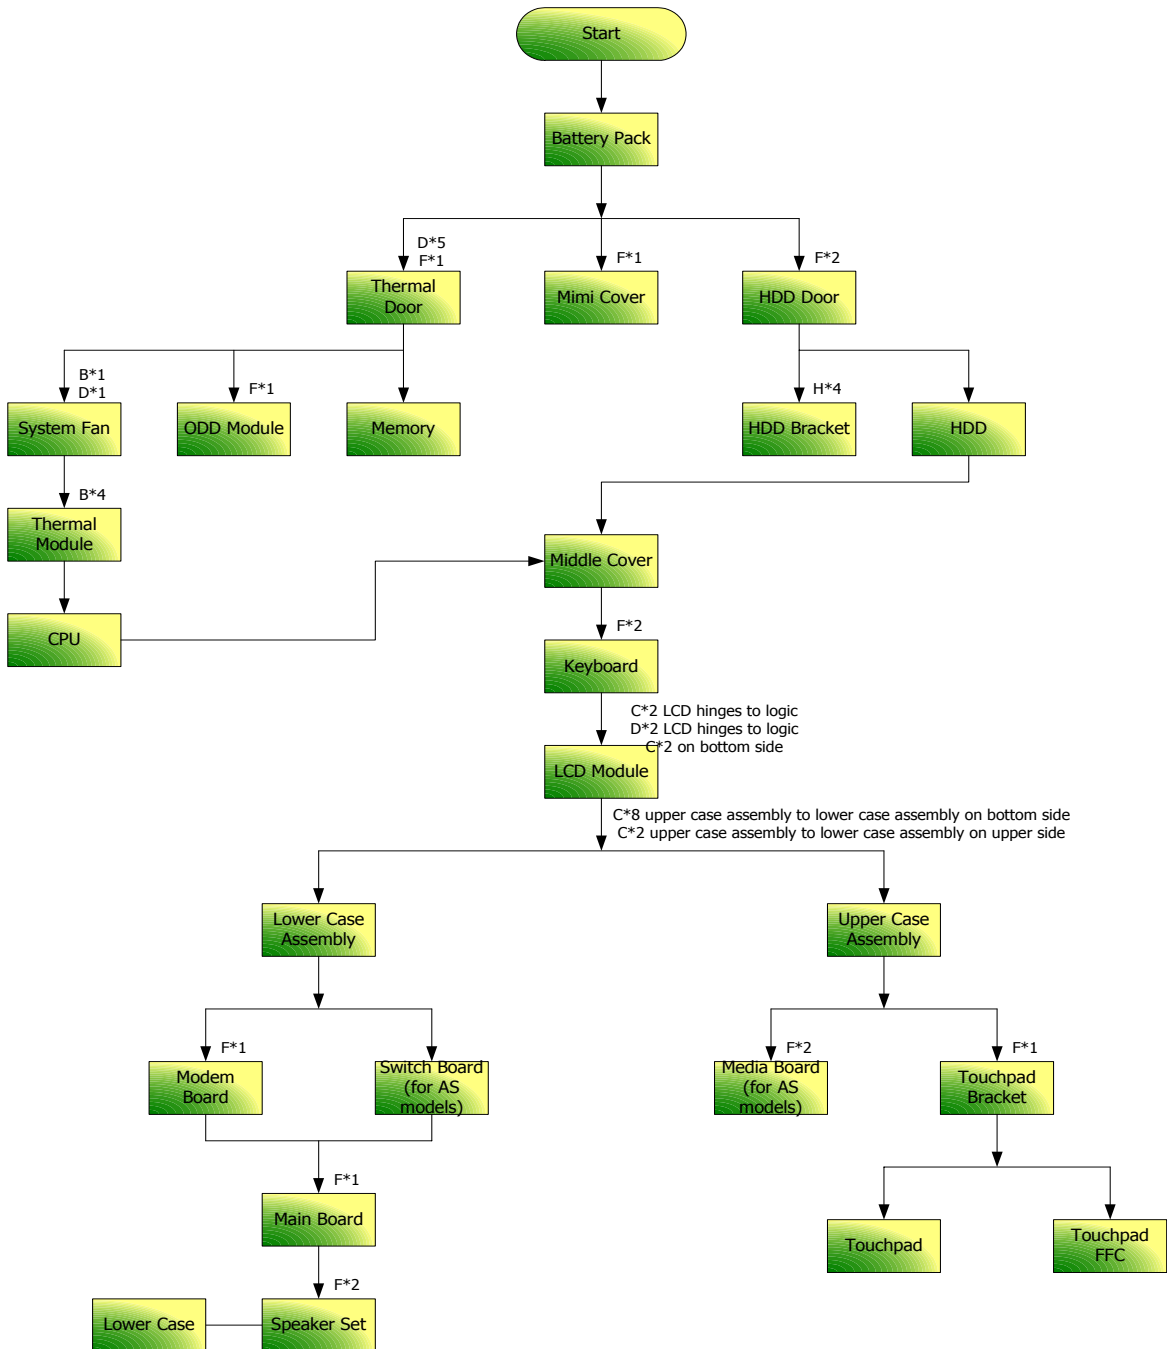 Start
Battery Pack
D*5
F*1
F*1
F*2
Thermal
Door
Mimi Cover
HDD Door
B*1
D*1
F*1
H*4
System Fan
ODD Module
Memory
HDD Bracket
HDD
B*4
Thermal
Module
Middle Cover
CPU
F*2
Keyboard
C*2 LCD hinges to logic
D*2 LCD hinges to logic
C*2 on bottom side
LCD Module
C*8 upper case assembly to lower case assembly on bottom side
C*2 upper case assembly to lower case assembly on upper side
Lower Case
Assembly
Upper Case
Assembly
F*1
F*2
F*1
Modem
Board
Switch Board
(for AS
models)
Media Board
(for AS
models)
Touchpad
Bracket
F*1
Main Board
Touchpad
Touchpad
FFC
F*2
Lower Case
Speaker Set